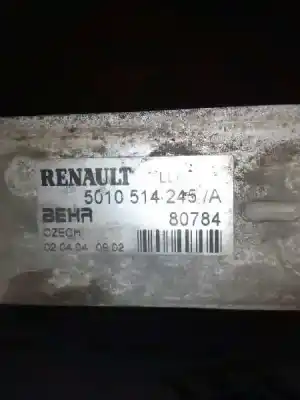 RENAULT
5010 514 245 /A
BEHR 80784
CZECH
02.04.04 09:02